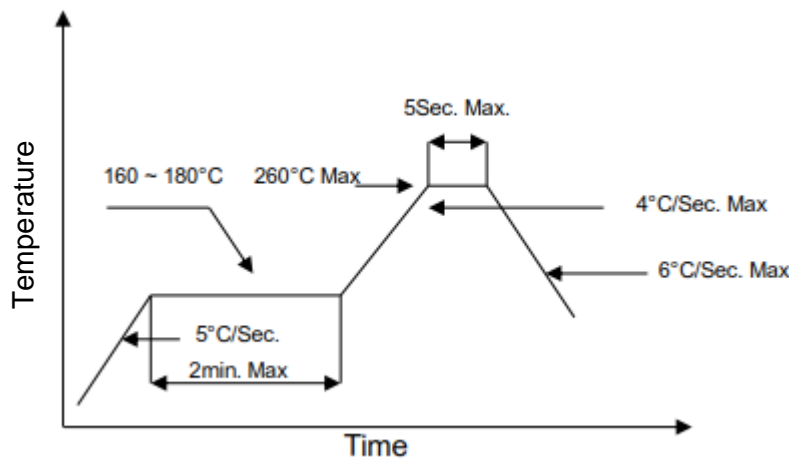 5Sec. Max.
160 ~ 180°C
260°C Max
4°C/Sec. Max
6°C/Sec. Max
5°C/Sec.
2min. Max
Temperature
Time